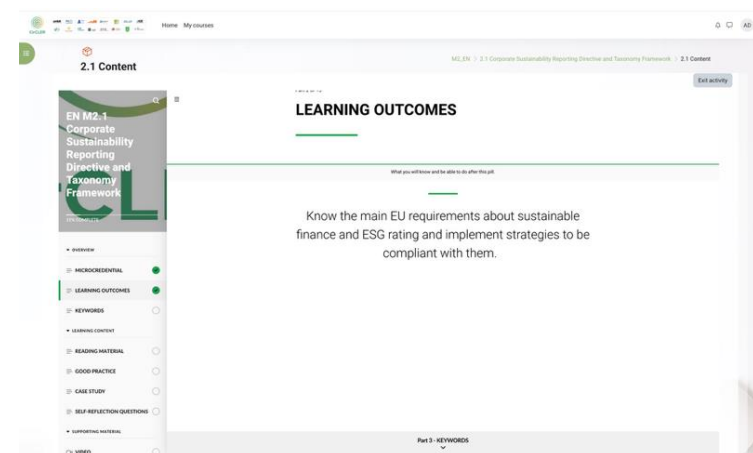 Home My courses
AD
2.1 Content
M2_EN > 2.1 Corporate Sustainability Reporting Directive and Taxonomy Framework > 2.1 Content
Exit activity
EN M2.1
Corporate
Sustainability
Reporting
Directive and
Taxonomy
Framework
COMPLETE
OVERVIEW
MICROCREDENTIAL
LEARNING OUTCOMES
KEYWORDS
LEARNING CONTENT
READING MATERIAL
GOOD PRACTICE
CASE STUDY
SELF-REFLECTION QUESTIONS
SUPPORTING MATERIAL
VIDEO
LEARNING OUTCOMES
What you will know and be able to do after this pill
Know the main EU requirements about sustainable
finance and ESG rating and implement strategies to be
compliant with them.
Part 3 - KEYWORDS